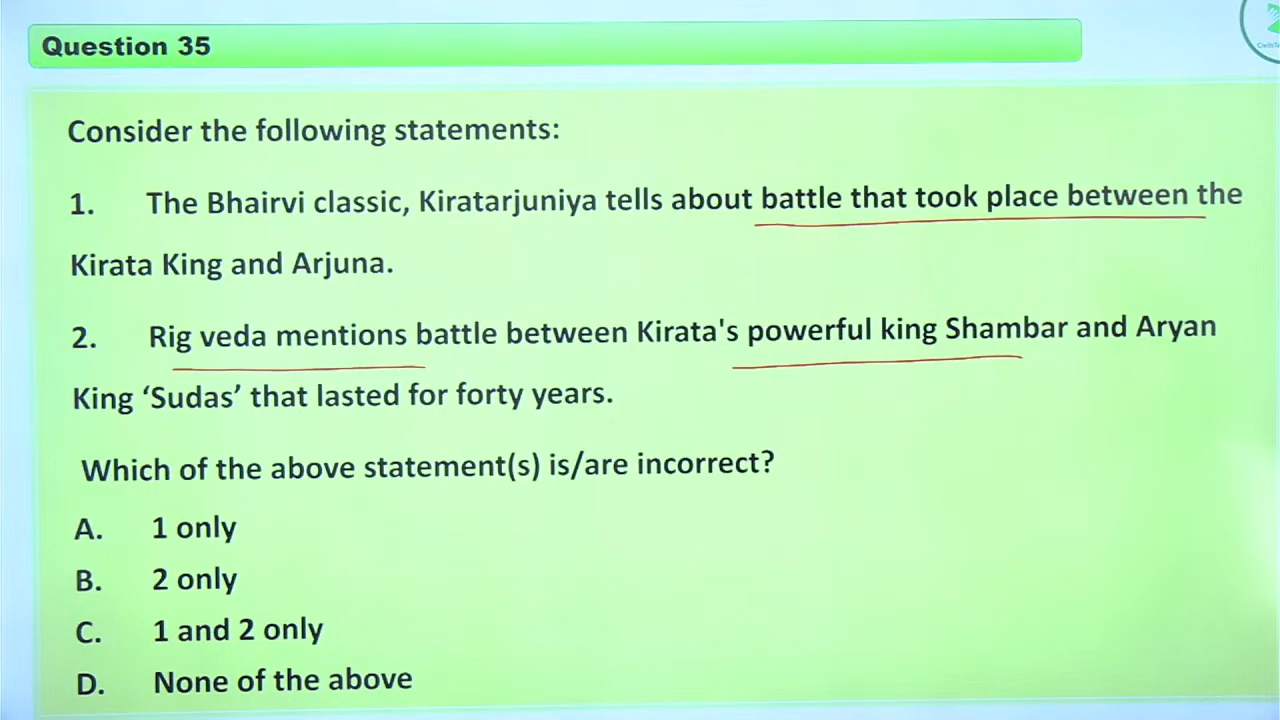 Question 35
Consider the following statements:
1. The Bhairvi classic, Kiratarjuniya tells about battle that took place between the
Kirata King and Arjuna.
2. Rig veda mentions battle between Kirata's powerful king Shambar and Aryan
King ‘Sudas’ that lasted for forty years.
Which of the above statement(s) is/are incorrect?
A. 1 only
B. 2 only
C. 1 and 2 only
D. None of the above